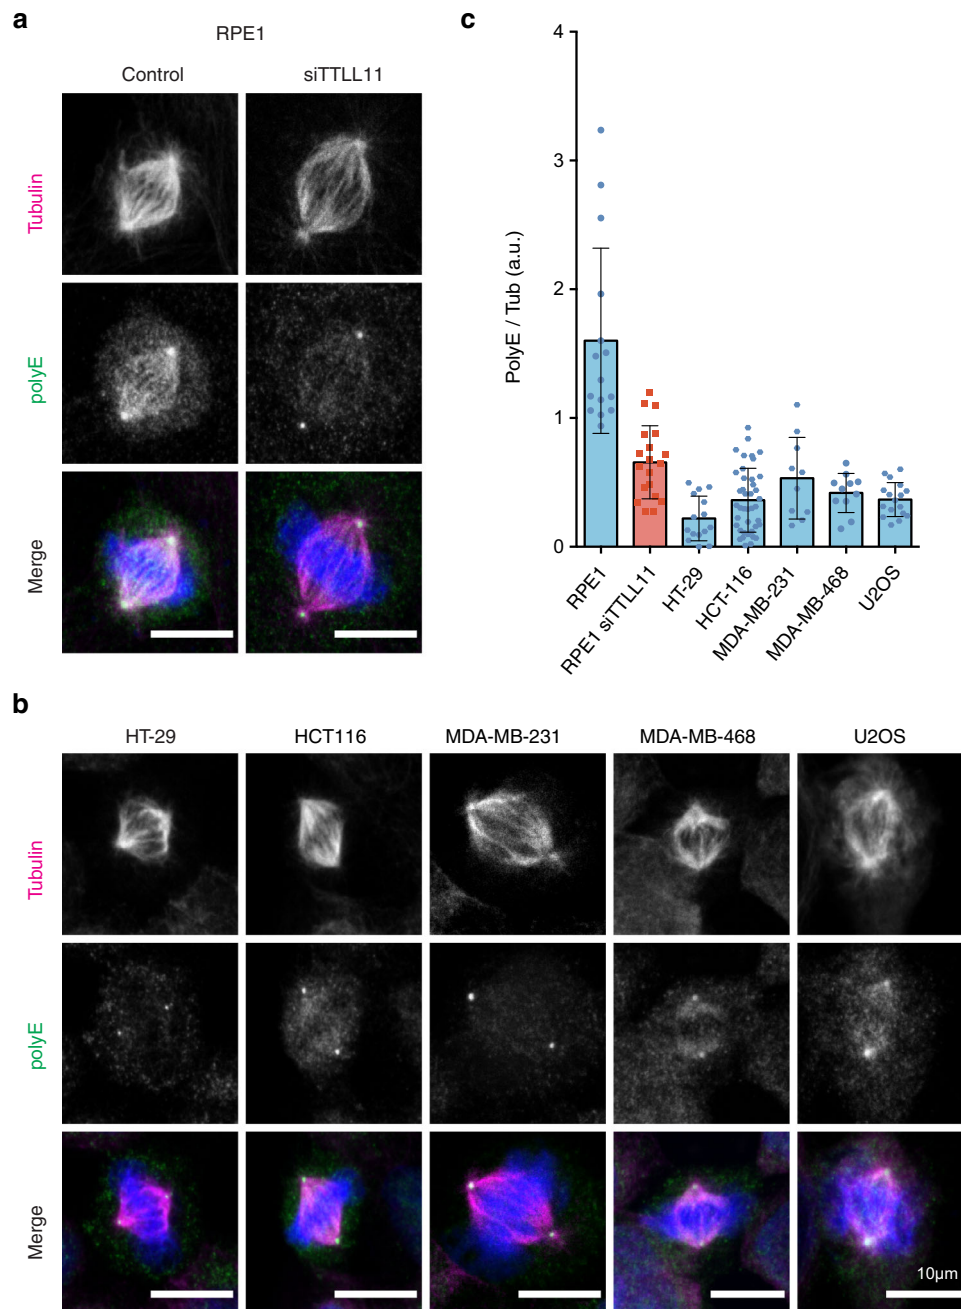 a
RPE1
Control
siTTLL11
Tubulin
polyE
Merge
c
PolyE / Tub (a.u.)
4
3
2
1
0
RPE1
RPE1 siTTLL11
HT-29
HCT-116
MDA-MB-231
MDA-MB-468
U2OS
b
HT-29
HCT116
MDA-MB-231
MDA-MB-468
U2OS
Tubulin
polyE
Merge
10μm